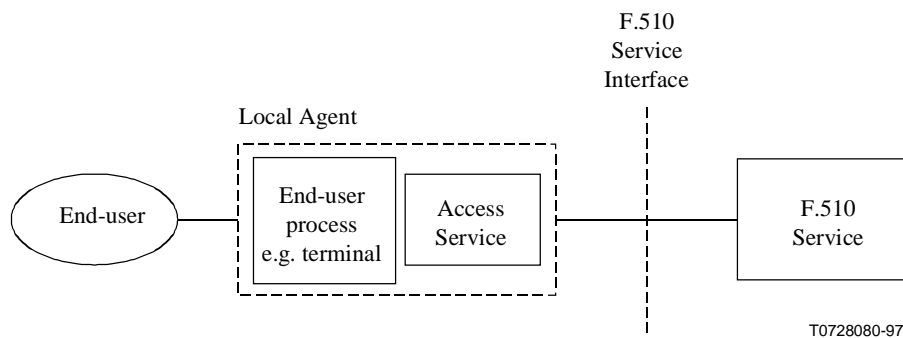 F.510
Service
Interface
Local Agent
End-user
End-user
process
e.g. terminal
Access
Service
F.510
Service
T0728080-97